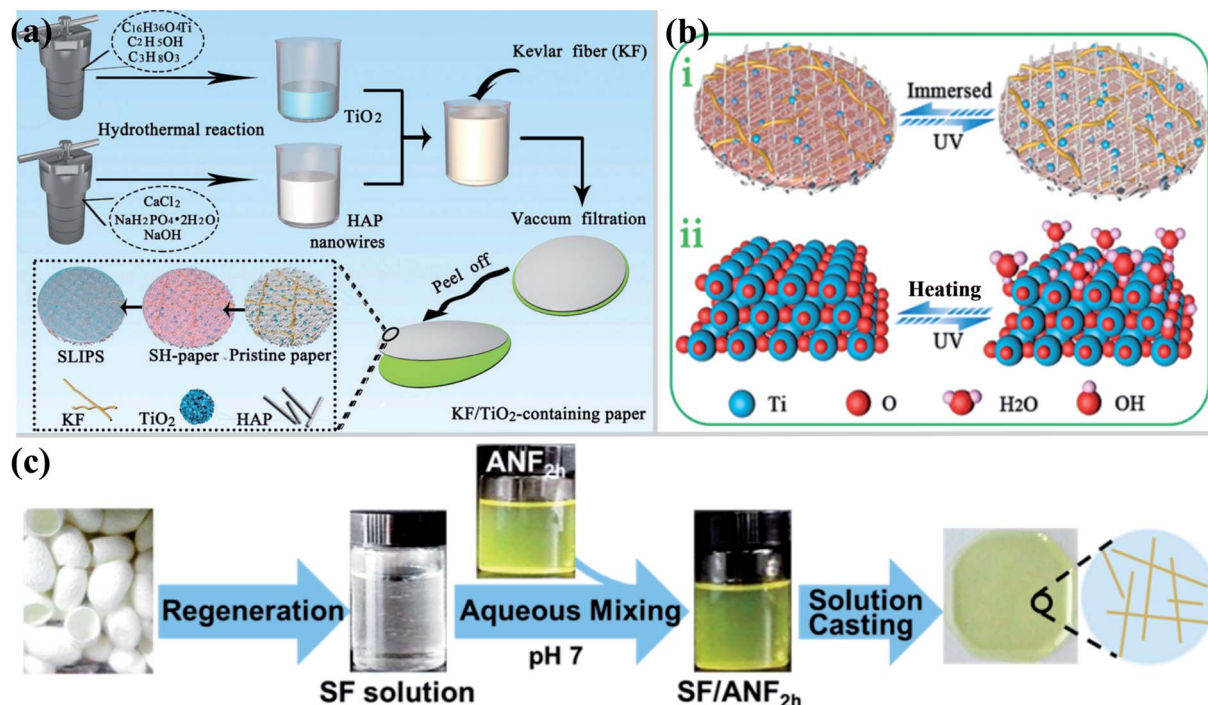 (a)
C16H36O4Ti
C2H5OH
C3H8O3
Hydrothermal reaction
CaCl2
NaH2PO4•2H2O
NaOH
TiO2
HAP
nanowires
Kevlar fiber (KF)
Vaccum filtration
Peel off
SLIPS
SH-paper
Pristine paper
KF
TiO2
HAP
KF/TiO2-containing paper
(b)
i
Immersed
UV
ii
Heating
UV
Ti
O
H2O
OH
(c)
Regeneration
SF solution
ANF2h
Aqueous Mixing
pH 7
SF/ANF2h
Solution
Casting